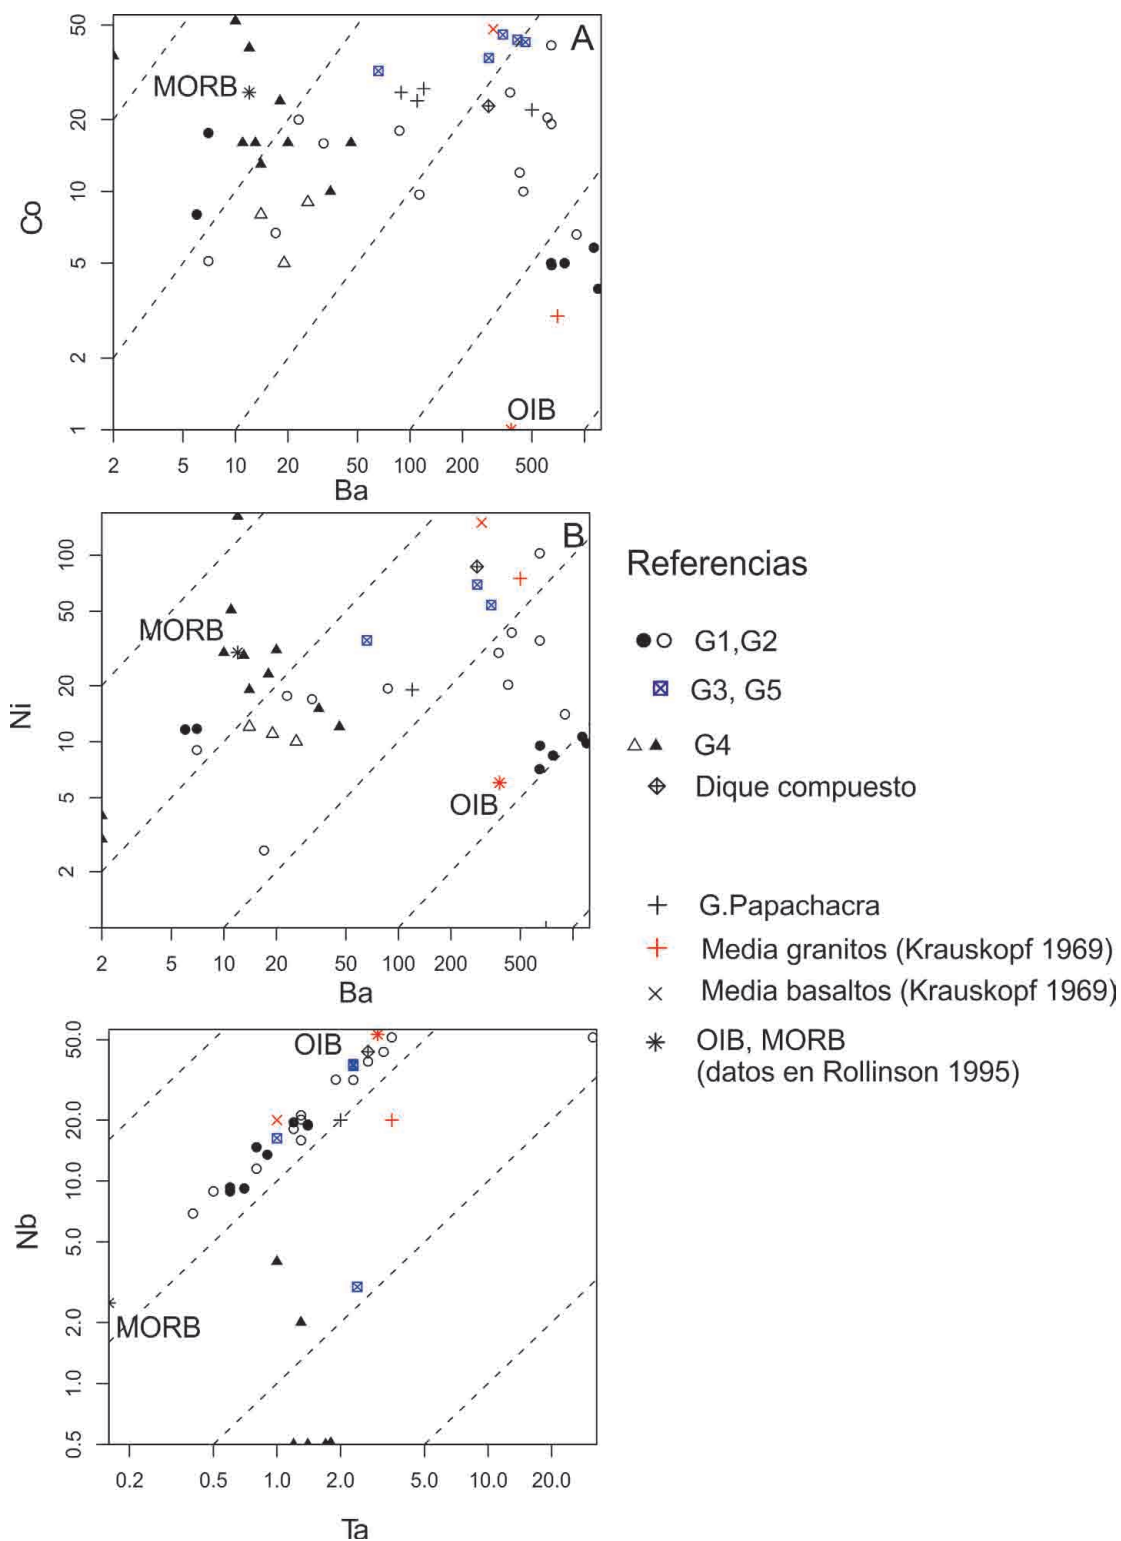 A
50
20
10
5
2
1
Co
MORB
OIB
2
5
10
20
50
100
200
500
Ba
B
100
50
20
10
5
2
Ni
MORB
OIB
2
5
10
20
50
100
200
500
Ba
Referencias
G1,G2
G3, G5
G4
Dique compuesto
G.Papachacra
Media granitos (Krauskopf 1969)
Media basaltos (Krauskopf 1969)
OIB, MORB
(datos en Rollinson 1995)
50.0
20.0
10.0
5.0
2.0
1.0
0.5
Nb
OIB
MORB
0.2
0.5
1.0
2.0
5.0
10.0
20.0
Ta